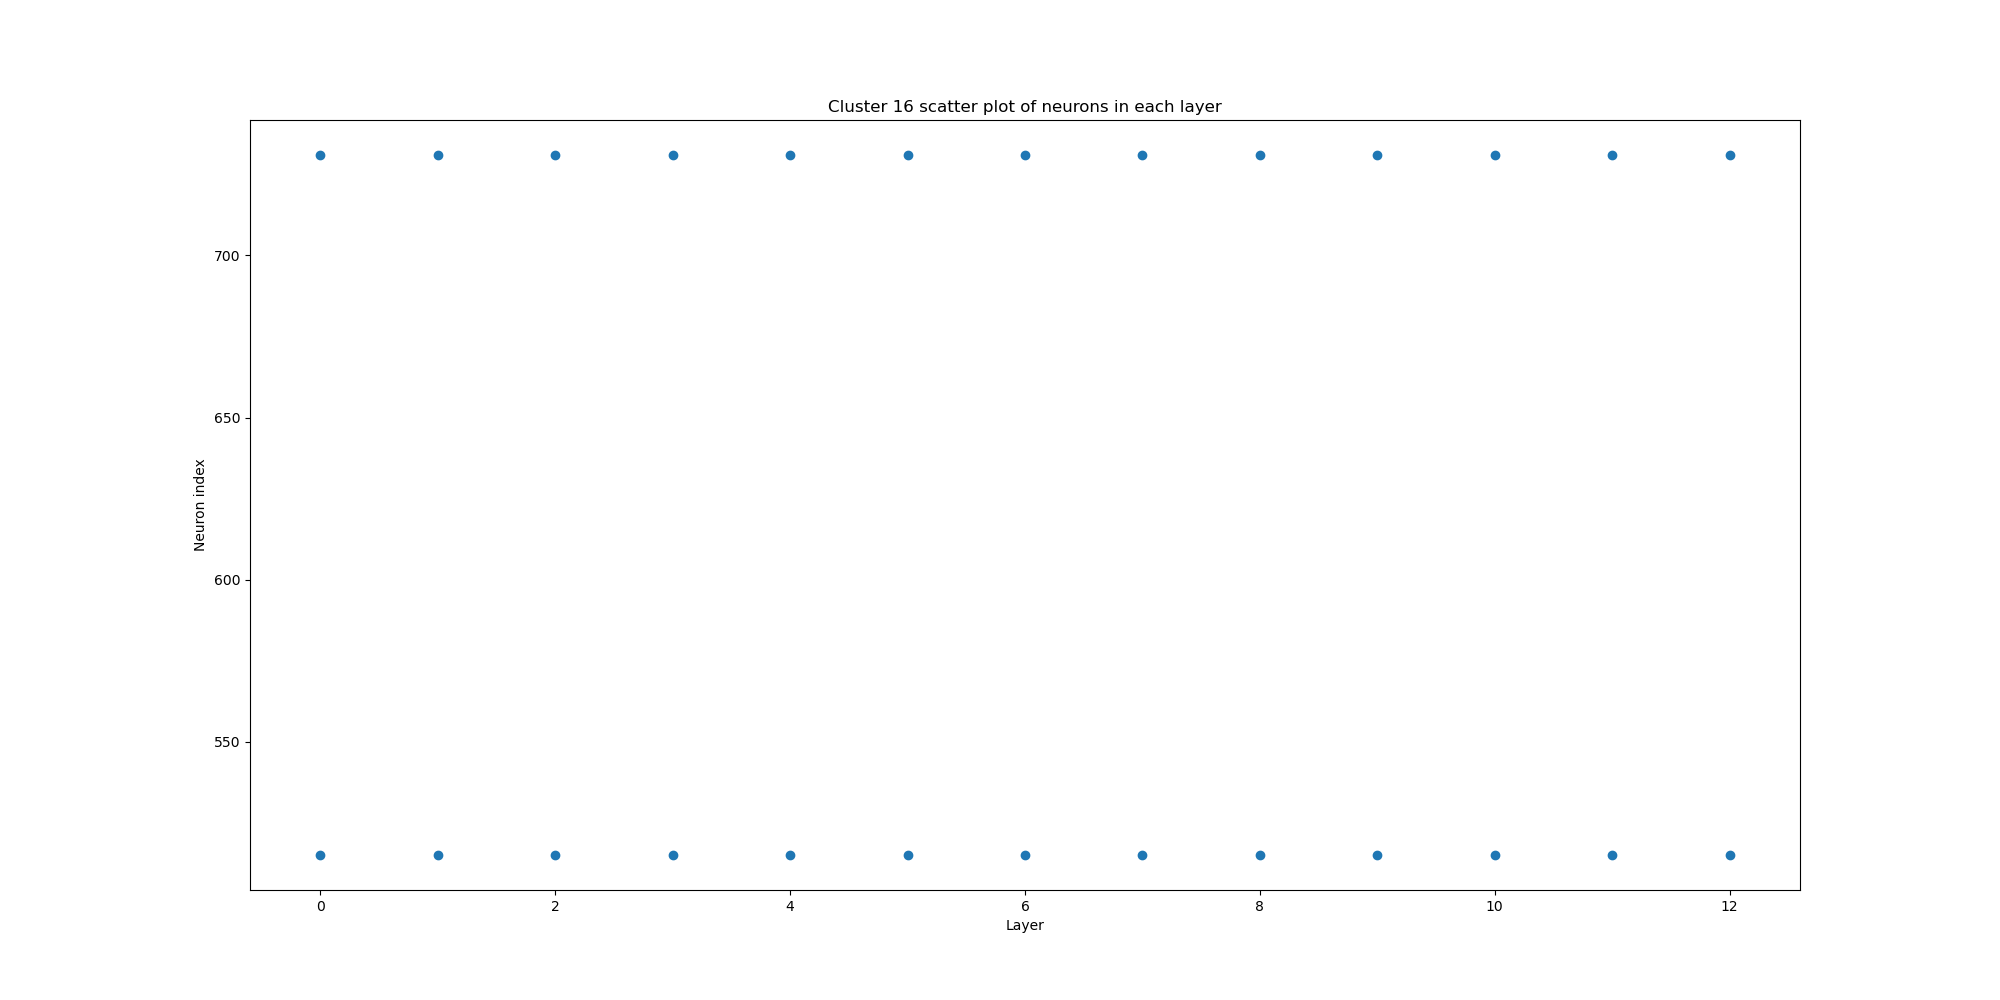 Cluster 16 scatter plot of neurons in each layer
700
650
600
550
Neuron index
0 2 4 6 8 10 12
Layer